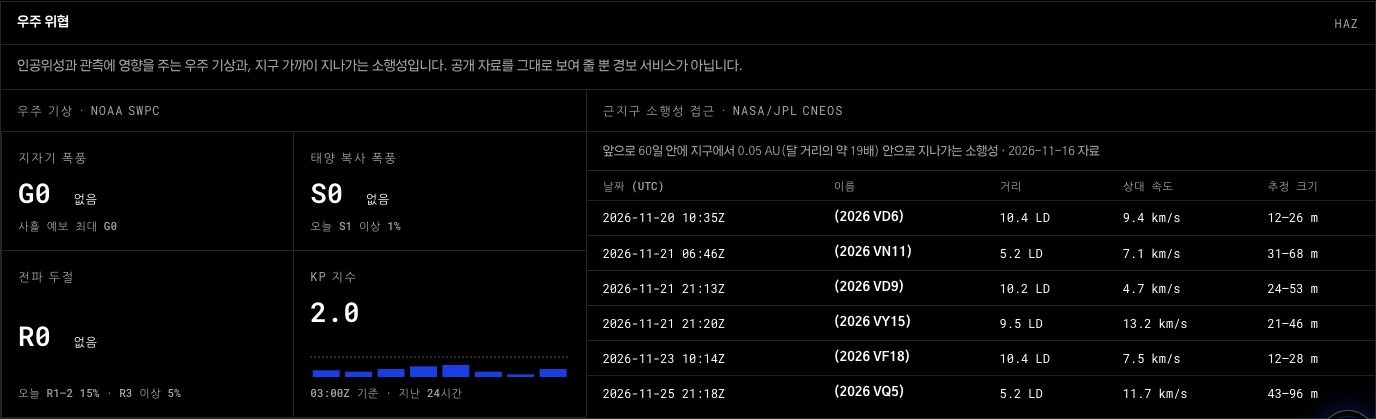 우주 위협
HAZ
인공위성과 관측에 영향을 주는 우주 기상과, 지구 가까이 지나가는 소행성입니다. 공개 자료를 그대로 보여 줄 뿐 경보 서비스가 아닙니다.
우주 기상 · NOAA SWPC
지자기 폭풍
G0 없음
사흘 예보 최대 G0
태양 복사 폭풍
S0 없음
오늘 S1 이상 1%
전파 두절
R0 없음
오늘 R1–2 15% · R3 이상 5%
KP 지수
2.0
03:00Z 기준 · 지난 24시간
근지구 소행성 접근 · NASA/JPL CNEOS
앞으로 60일 안에 지구에서 0.05 AU(달 거리의 약 19배) 안으로 지나가는 소행성 · 2026-11-16 자료
날짜 (UTC) 이름 거리 상대 속도 추정 크기
2026-11-20 10:35Z (2026 VD6) 10.4 LD 9.4 km/s 12–26 m
2026-11-21 06:46Z (2026 VN11) 5.2 LD 7.1 km/s 31–68 m
2026-11-21 21:13Z (2026 VD9) 10.2 LD 4.7 km/s 24–53 m
2026-11-21 21:20Z (2026 VY15) 9.5 LD 13.2 km/s 21–46 m
2026-11-23 10:14Z (2026 VF18) 10.4 LD 7.5 km/s 12–28 m
2026-11-25 21:18Z (2026 VQ5) 5.2 LD 11.7 km/s 43–96 m